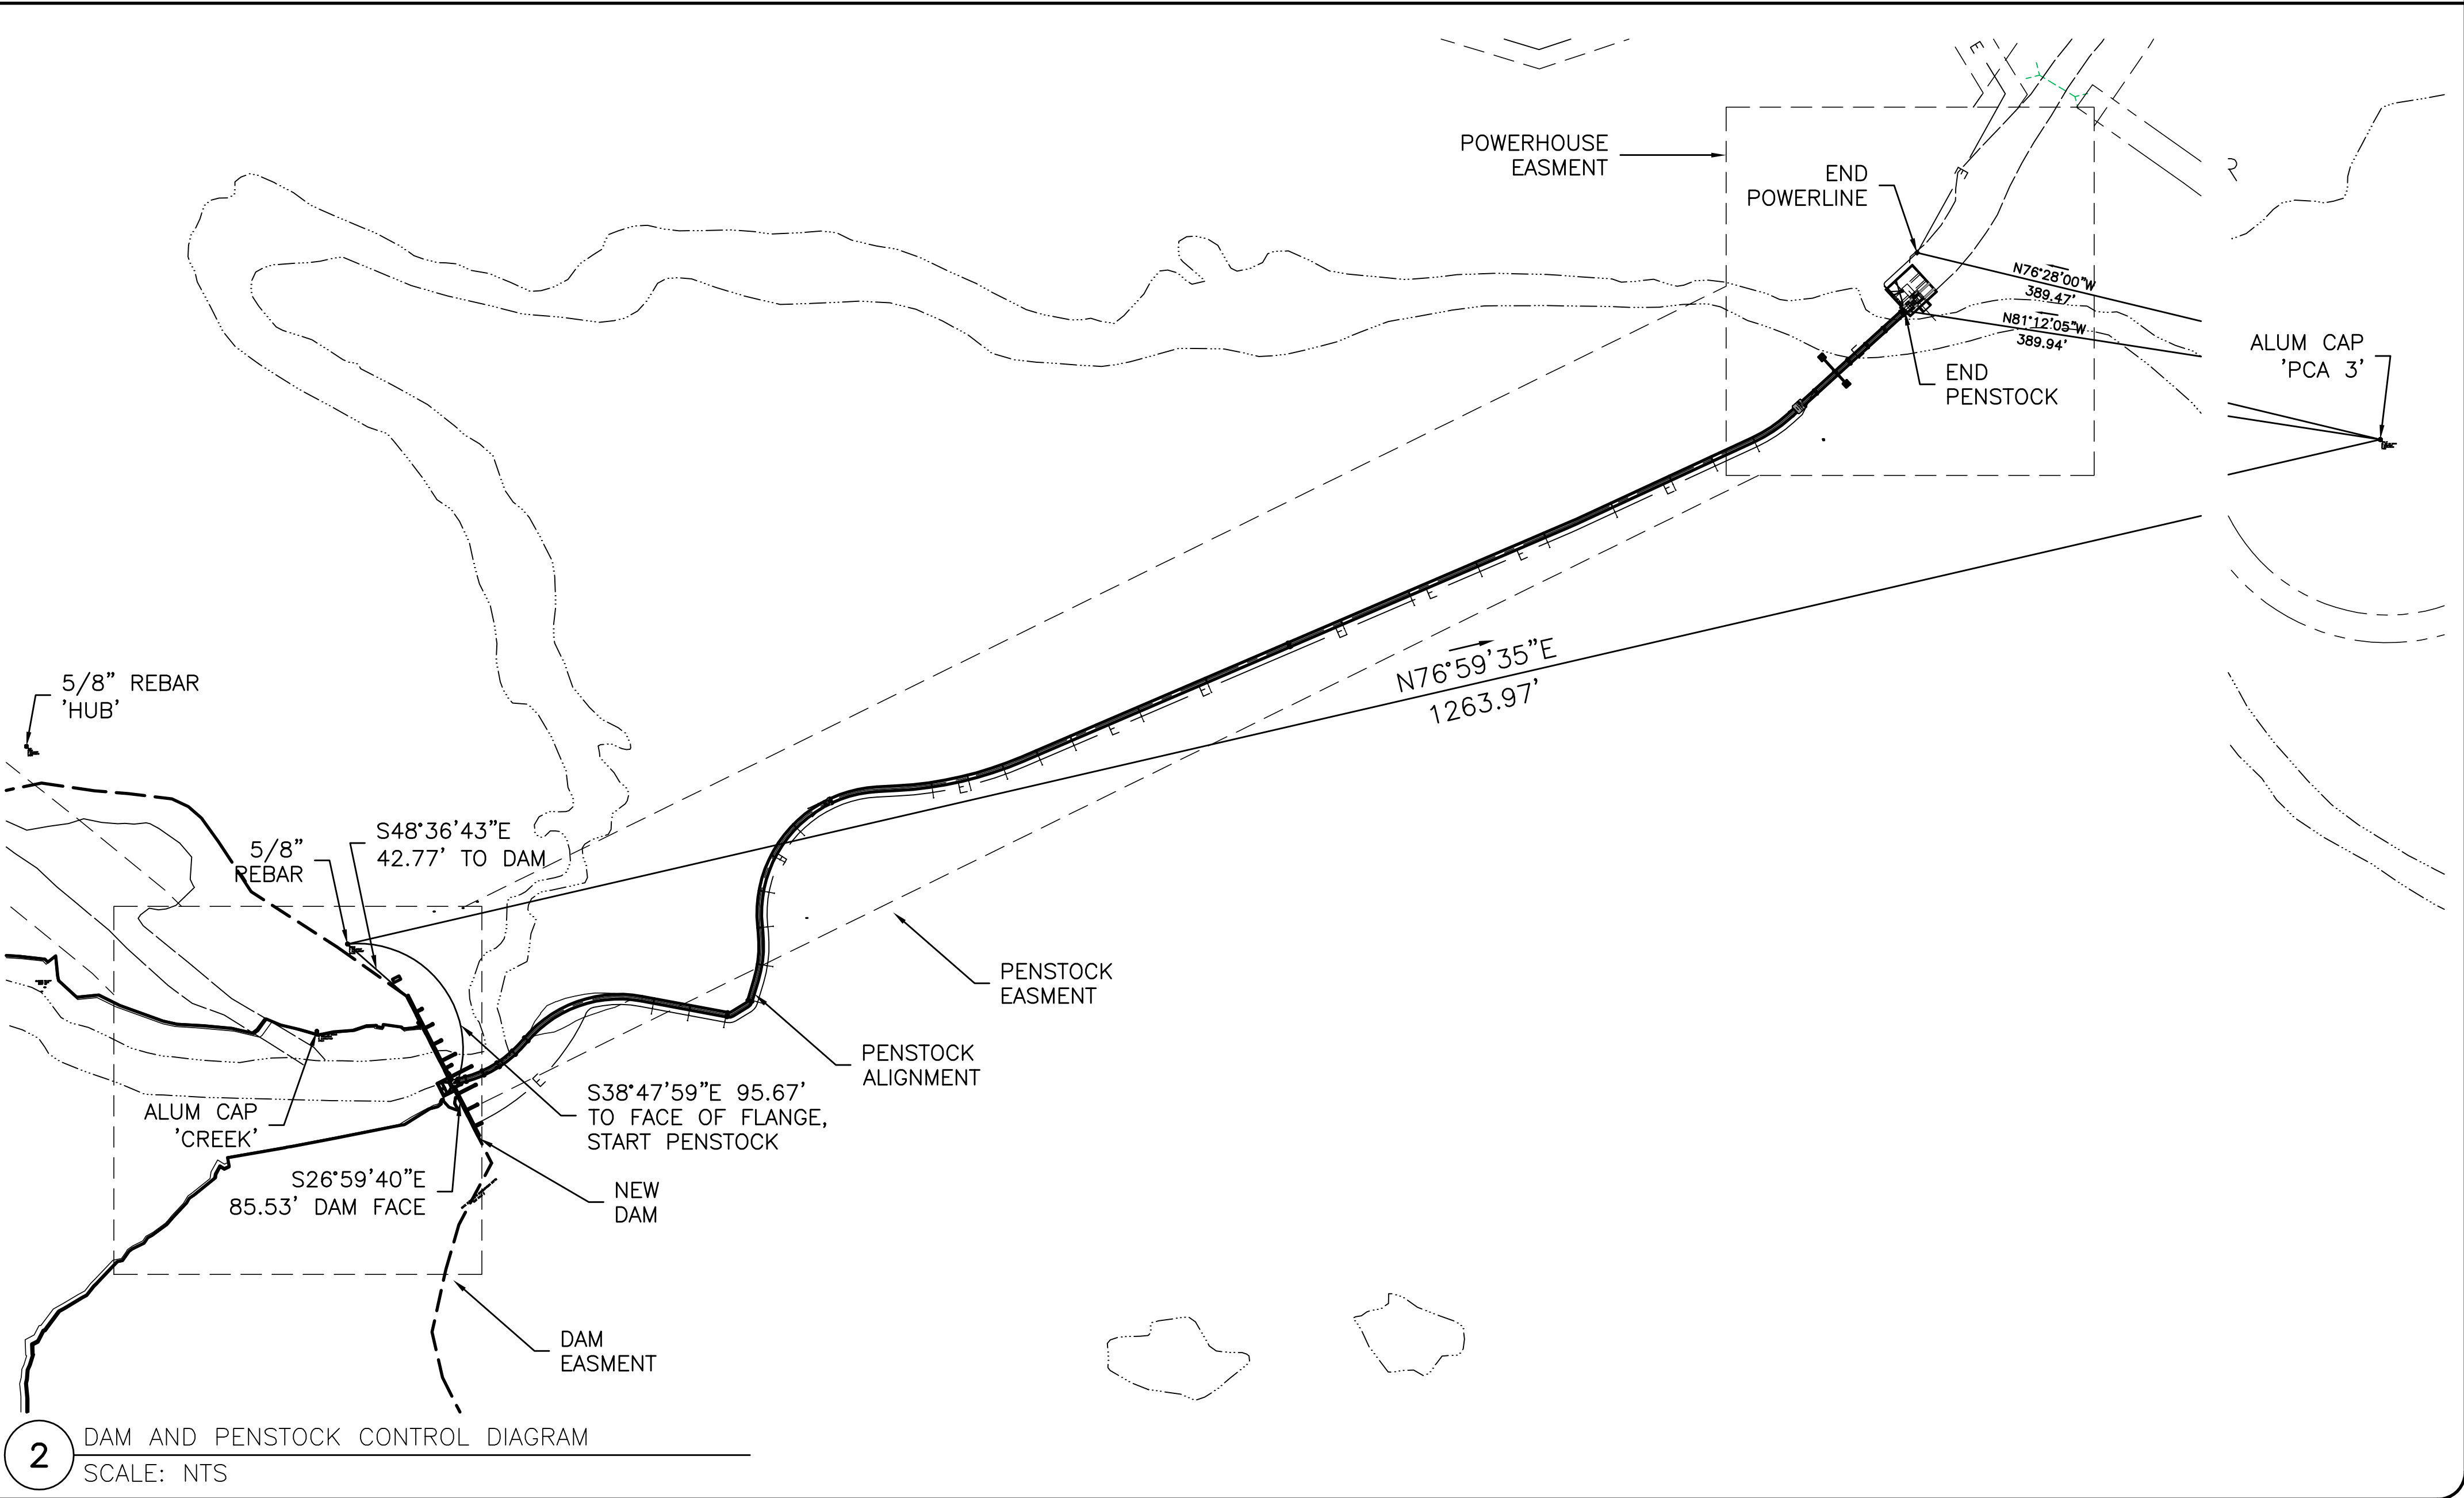 POWERHOUSE
EASMENT
END
POWERLINE
N76°28'00"W
389.47'
N81°12'05"W
389.94'
END
PENSTOCK
ALUM CAP
'PCA 3'
5/8" REBAR
'HUB'
N76°59'35"E
1263.97'
5/8"
REBAR
S48°36'43"E
42.77' TO DAM
PENSTOCK
EASMENT
PENSTOCK
ALIGNMENT
ALUM CAP
'CREEK'
S38°47'59"E 95.67'
TO FACE OF FLANGE,
START PENSTOCK
S26°59'40"E
85.53' DAM FACE
NEW
DAM
DAM
EASMENT
2
DAM AND PENSTOCK CONTROL DIAGRAM
SCALE: NTS